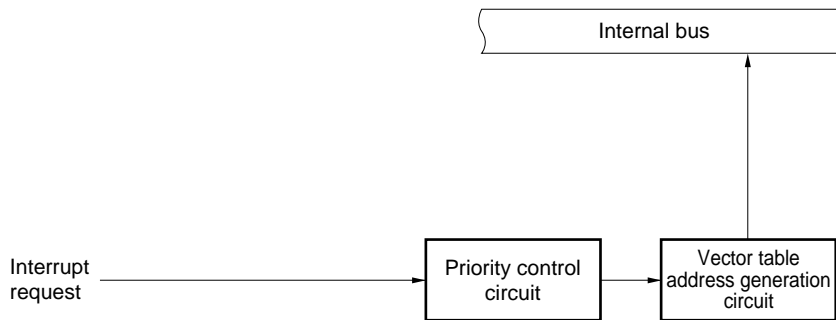 Internal bus
Interrupt
request
Priority control
circuit
Vector table
address generation
circuit